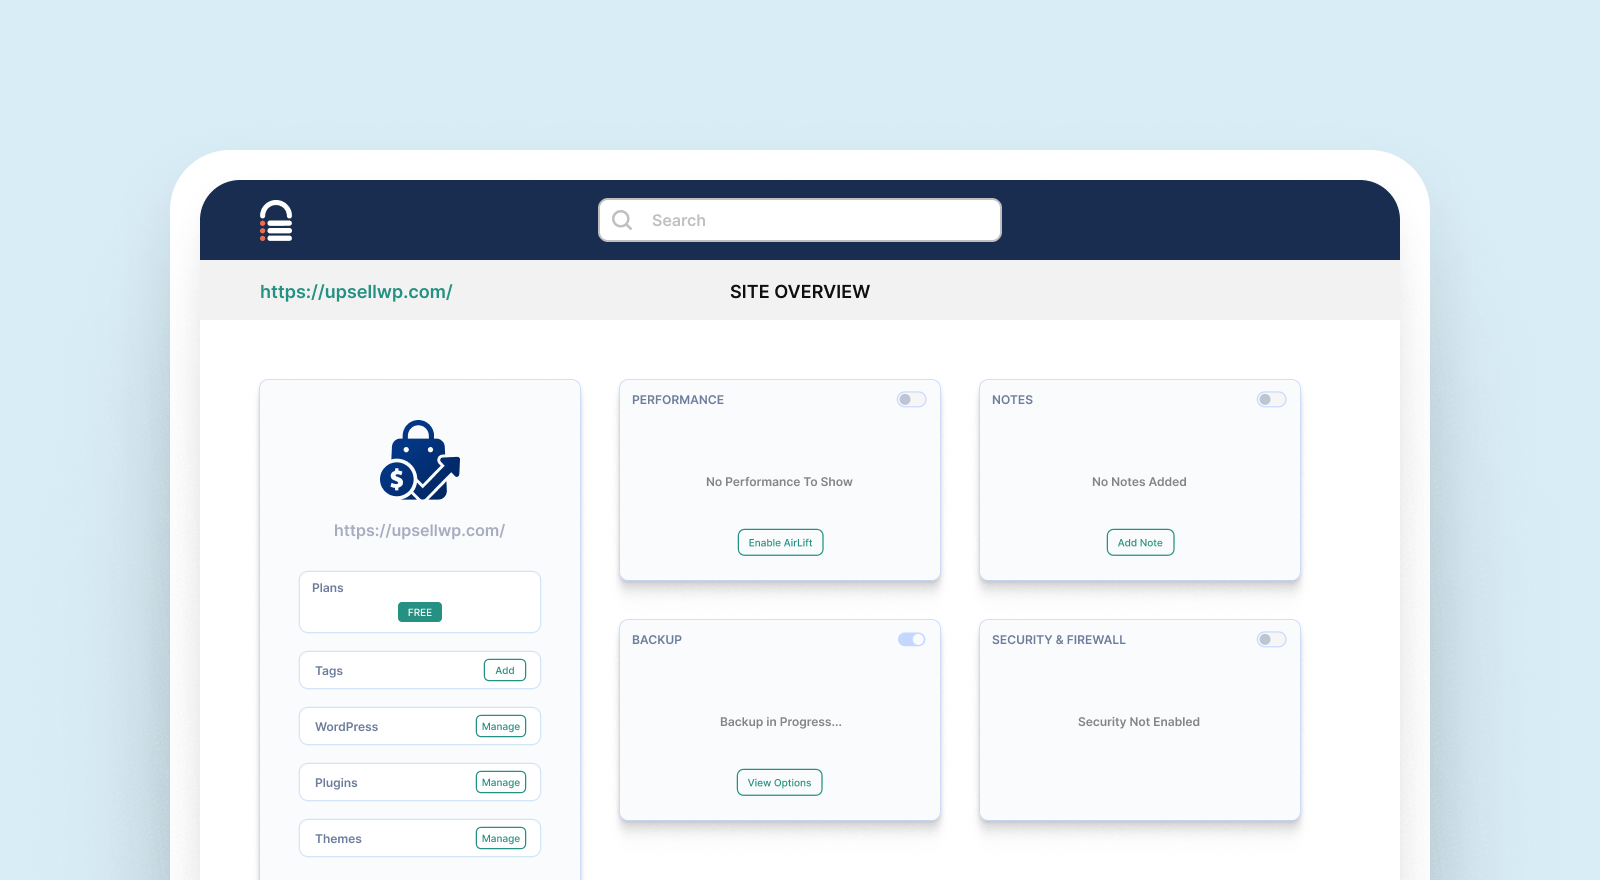 Search
https://upsellwp.com/
SITE OVERVIEW
$
https://upsellwp.com/
Plans
FREE
Tags
Add
WordPress
Manage
Plugins
Manage
Themes
Manage
PERFORMANCE
No Performance To Show
Enable AirLift
NOTES
No Notes Added
Add Note
BACKUP
Backup in Progress...
View Options
SECURITY & FIREWALL
Security Not Enabled